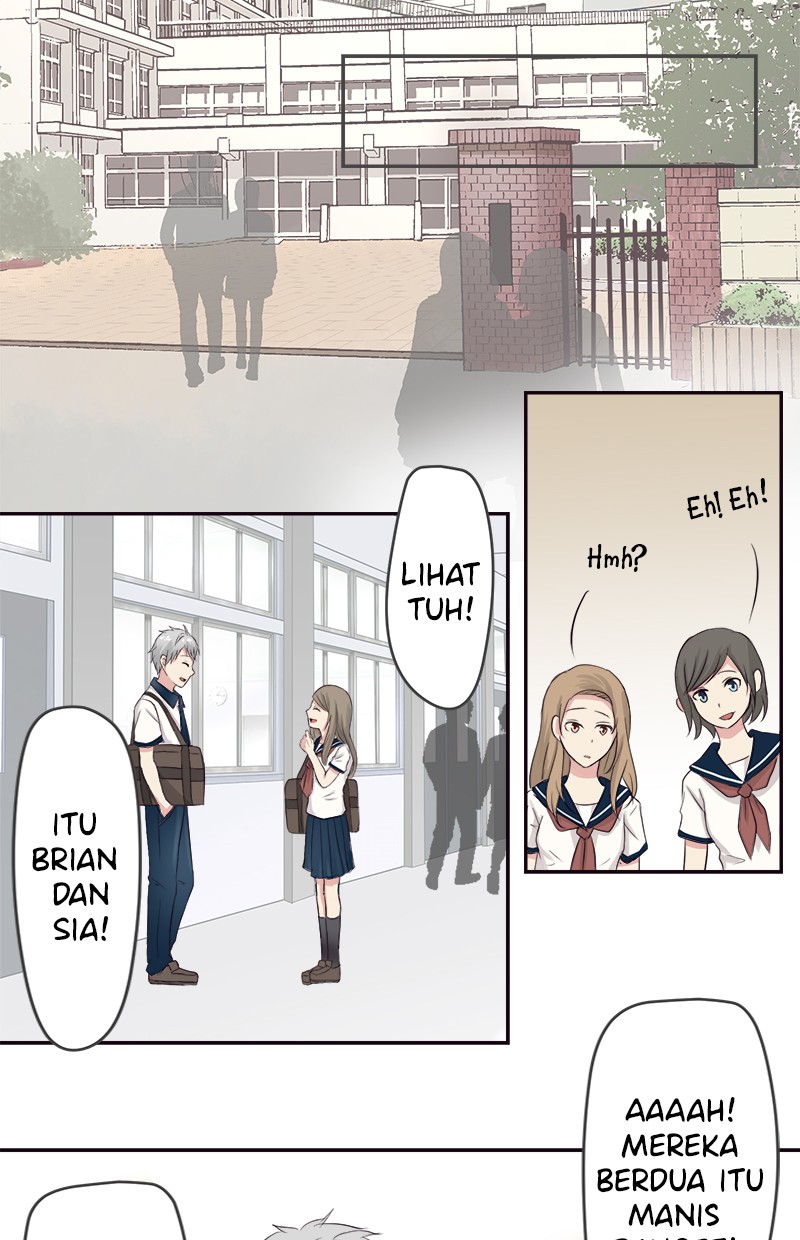 Eh! Eh!
Hmh?
LIHAT
TUH!
ITU
BRIAN
DAN
SIA!
AAAAH!
MEREKA
BERDUA ITU
MANIS